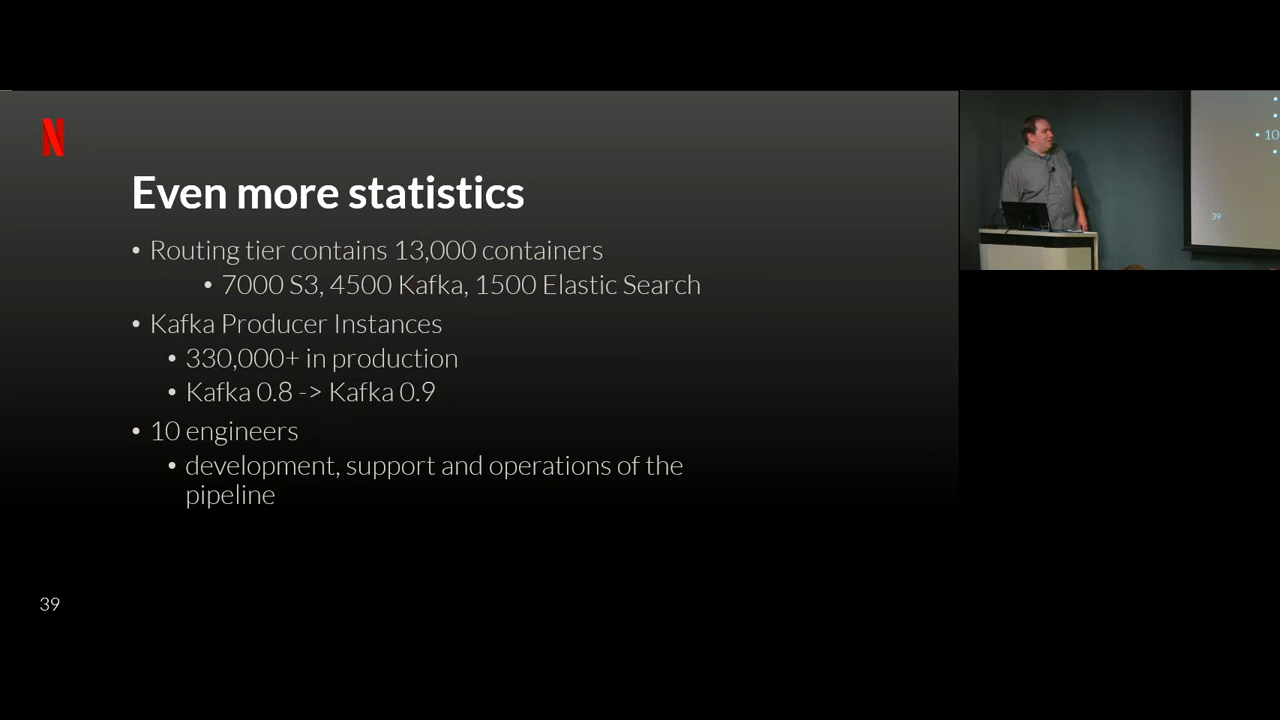 N
Even more statistics
• Routing tier contains 13,000 containers
• 7000 S3, 4500 Kafka, 1500 Elastic Search
• Kafka Producer Instances
• 330,000+ in production
• Kafka 0.8 -> Kafka 0.9
• 10 engineers
• development, support and operations of the
pipeline
39
• 10
39